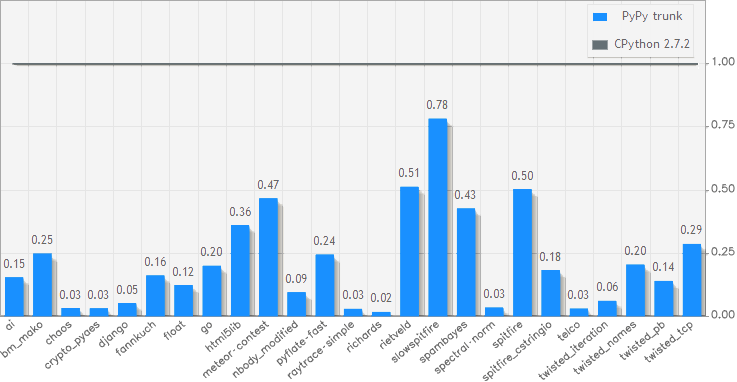 PyPy trunk
CPython 2.7.2
1.00
0.75
0.50
0.25
0.00
0.15
0.25
0.03
0.03
0.05
0.16
0.12
0.20
0.36
0.47
0.09
0.24
0.03
0.02
0.51
0.78
0.43
0.03
0.50
0.18
0.03
0.06
0.20
0.14
0.29
ai
bm_mako
chaos
crypto_pyaes
django
fannkuch
float
go
html5lib
meteor-contest
nbody_modified
pyflate-fast
raytrace-simple
richards
rietveld
slowspitfire
spambayes
spectral-norm
spitfire
spitfire_cstringio
telco
twisted_iteration
twisted_names
twisted_pb
twisted_tcp